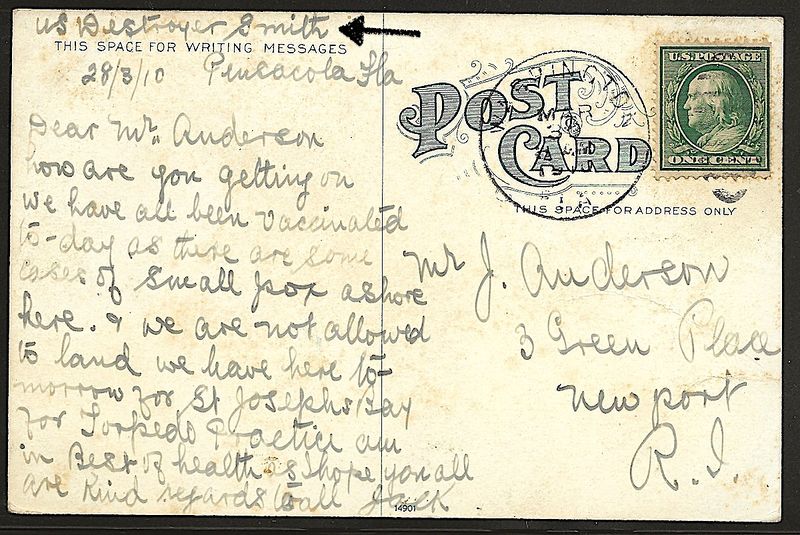 US Destroyer Smith
THIS SPACE FOR WRITING MESSAGES
28/3/10 Pensacola Fla
Dear Mr. Anderson
how are you getting on
we have all been vaccinated
to-day as there are some
cases of small pox ashore
here. & we are not allowed
to land we have here to-
morrow for St Josephs Bay
for Torpedo Practice am
in Best of health as I hope you all
are Kind regards to all Jack
POST
CARD
MAR
U.S. POSTAGE
ONE CENT
THIS SPACE FOR ADDRESS ONLY
Mr J. Anderson
3 Green Place
Newport
R.I.
14901